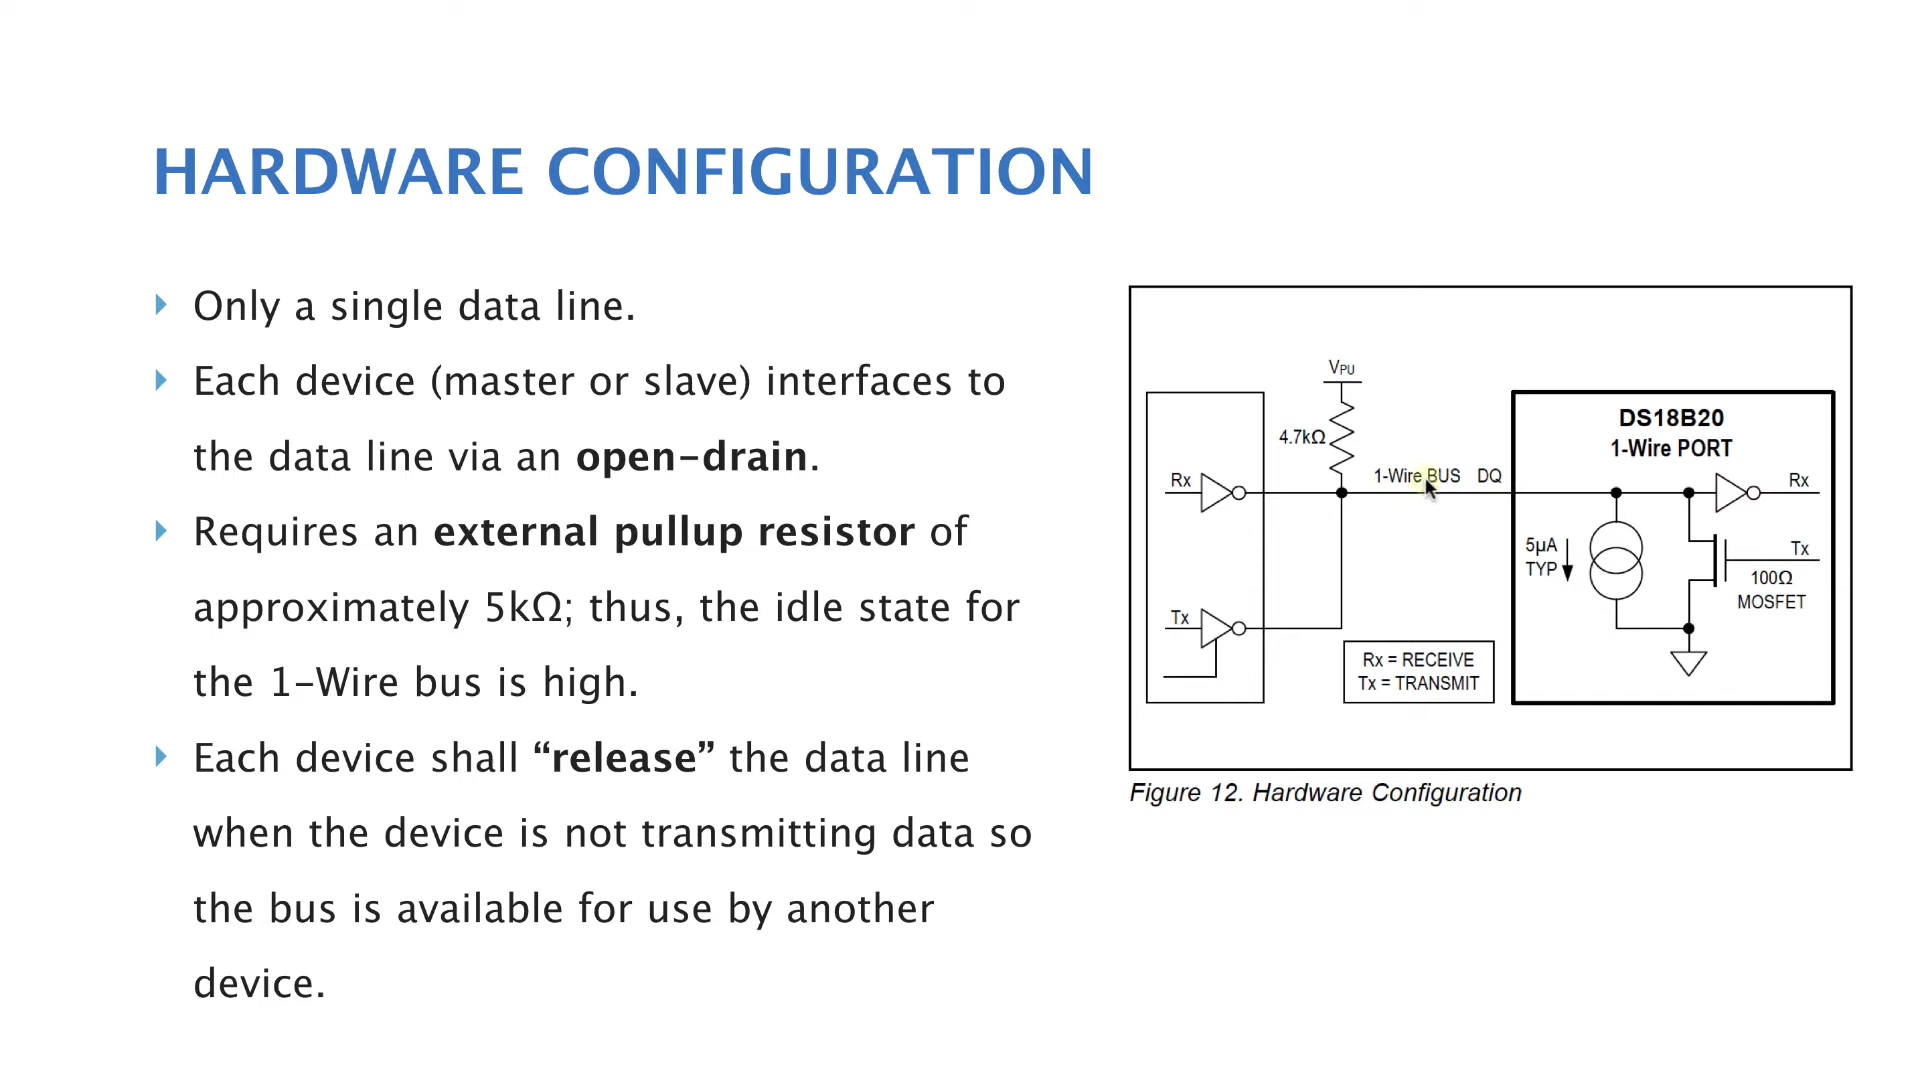 HARDWARE CONFIGURATION
Only a single data line.
Each device (master or slave) interfaces to
the data line via an open-drain.
Requires an external pullup resistor of
approximately 5kΩ; thus, the idle state for
the 1-Wire bus is high.
Each device shall “release” the data line
when the device is not transmitting data so
the bus is available for use by another
device.
VPU
4.7kΩ
1-Wire BUS DQ
Rx
Tx
Rx = RECEIVE
Tx = TRANSMIT
DS18B20
1-Wire PORT
Rx
5µA
TYP
Tx
100Ω
MOSFET
Figure 12. Hardware Configuration